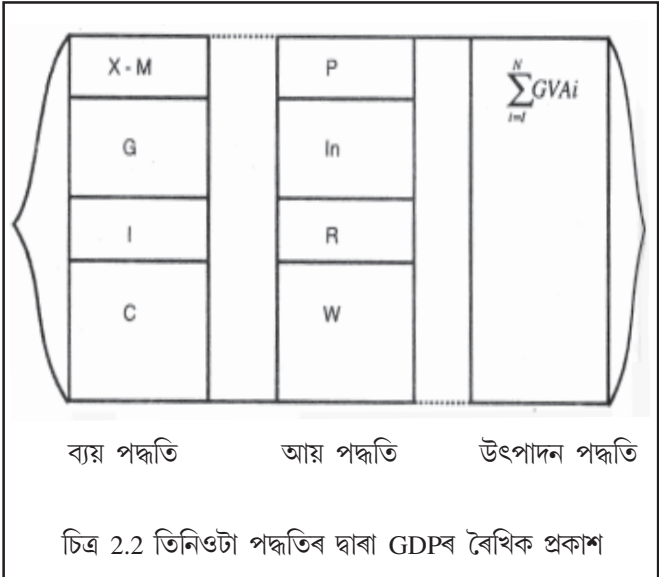 X - M P $\sum_{i=I}^{N} GVAi$
G In
I R
C W
ব্যয় পদ্ধতি আয় পদ্ধতি উৎপাদন পদ্ধতি
চিত্ৰ 2.2 তিনিওটা পদ্ধতিৰ দ্বাৰা GDPৰ ৰৈখিক প্ৰকাশ